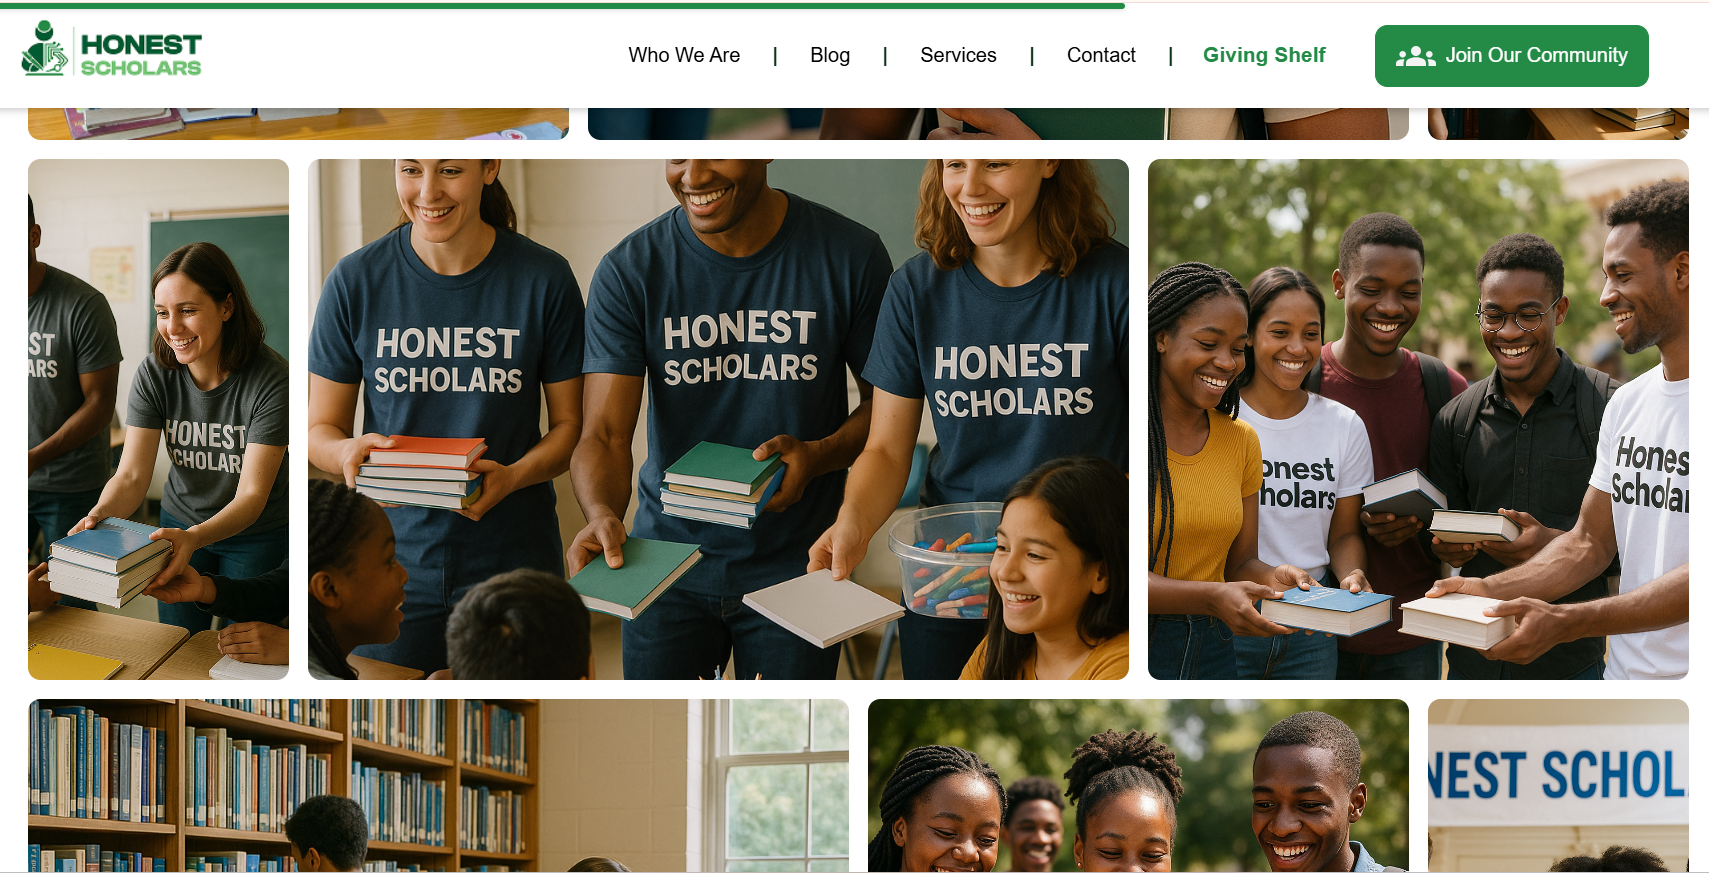 HONEST
SCHOLARS
Who We Are | Blog | Services | Contact | Giving Shelf
Join Our Community
ST
ARS
HONEST
SCHOLAR
HONEST
SCHOLARS
HONEST
SCHOLARS
HONEST
SCHOLARS
onest
holars
Hones
Scholar
NEST SCHOL